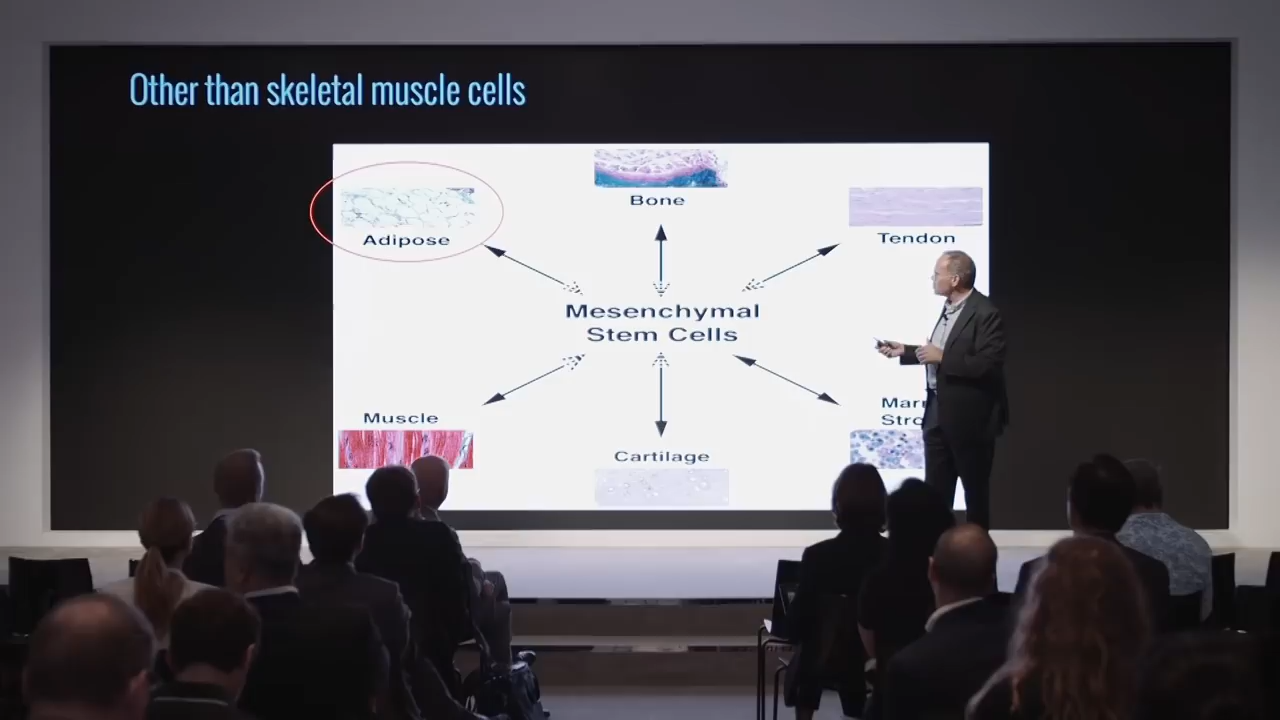 Other than skeletal muscle cells
Bone
Adipose
Tendon
Mesenchymal
Stem Cells
Muscle
Cartilage